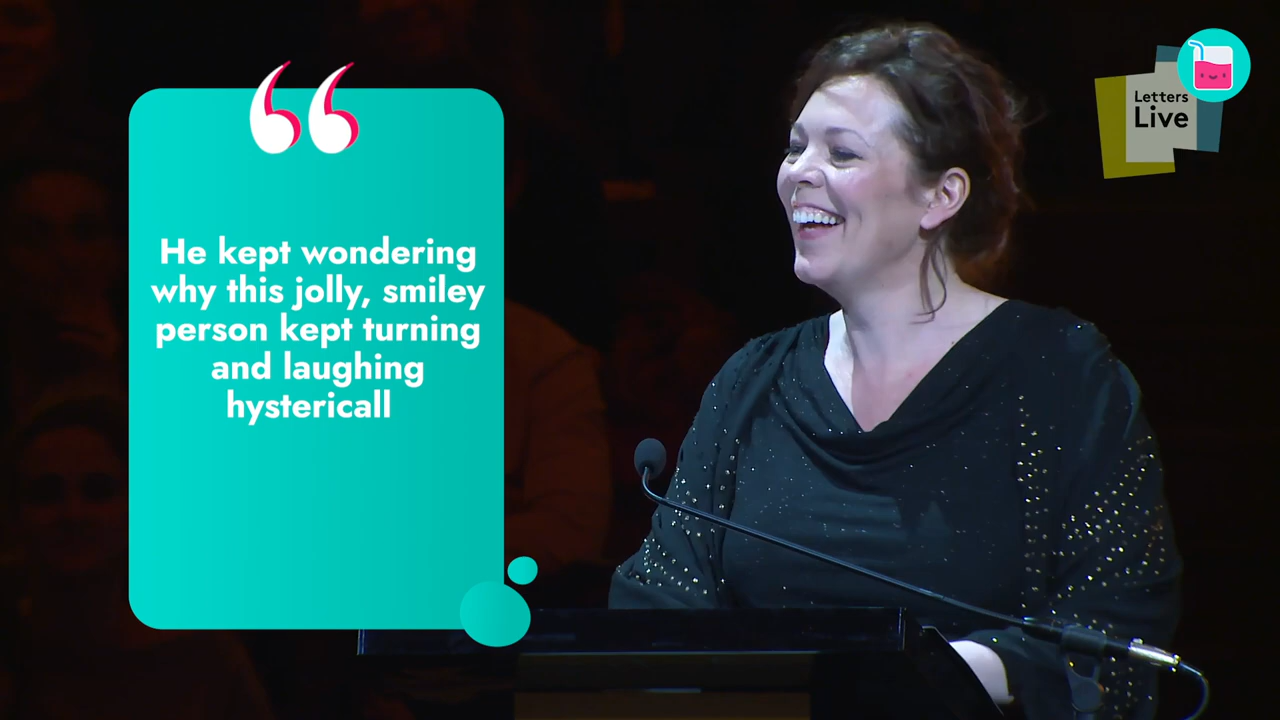 He kept wondering
why this jolly, smiley
person kept turning
and laughing
hystericall
Letters
Live